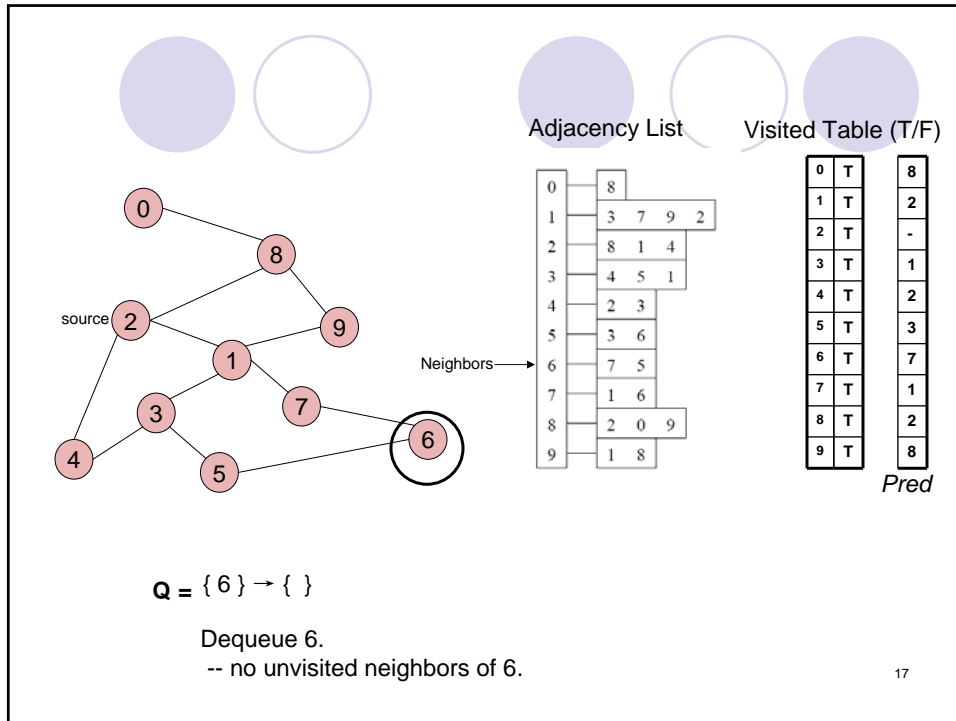 Adjacency List
Visited Table (T/F)
0
8
source
2
9
1
3
7
6
4
5
Neighbors
0 8
1 3 7 9 2
2 8 1 4
3 4 5 1
4 2 3
5 3 6
6 7 5
7 1 6
8 2 0 9
9 1 8
0 T 8
1 T 2
2 T -
3 T 1
4 T 2
5 T 3
6 T 7
7 T 1
8 T 2
9 T 8
Pred
Q = { 6 } → { }
Dequeue 6.
-- no unvisited neighbors of 6.
17